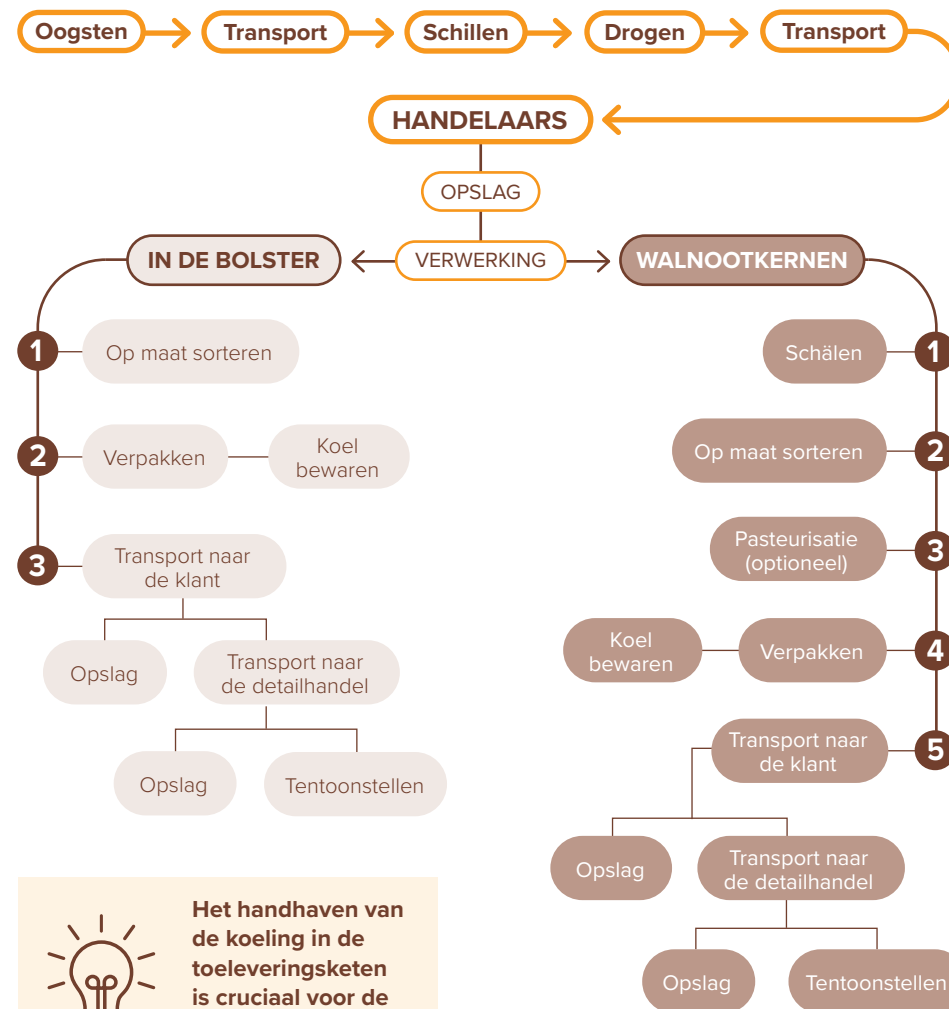 Oogsten
Transport
Schillen
Drogen
Transport
HANDELAARS
OPSLAG
IN DE BOLSTER
VERWERKING
WALNOOTKERNEN
1
Op maat sorteren
2
Verpakken
Koel
bewaren
3
Transport naar
de klant
Opslag
Transport naar
de detailhandel
Opslag
Tentoonstellen
1
Schälen
2
Op maat sorteren
3
Pasteurisatie
(optioneel)
4
Verpakken
Koel
bewaren
5
Transport naar
de klant
Opslag
Transport naar
de detailhandel
Opslag
Tentoonstellen
Het handhaven van
de koeling in de
toeleveringsketen
is cruciaal voor de